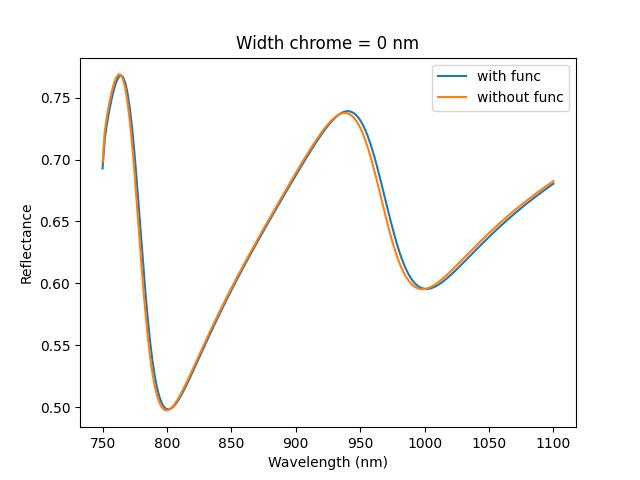 Width chrome = 0 nm
with func
without func
0.75
0.70
0.65
0.60
0.55
0.50
Reflectance
750 800 850 900 950 1000 1050 1100
Wavelength (nm)